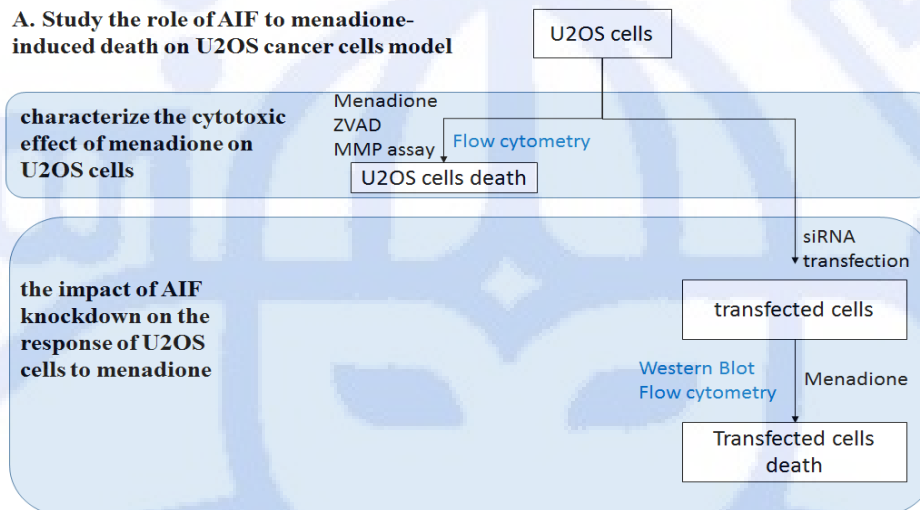 A. Study the role of AIF to menadione-
induced death on U2OS cancer cells model
U2OS cells
characterize the cytotoxic
effect of menadione on
U2OS cells
Menadione
ZVAD
MMP assay
Flow cytometry
U2OS cells death
siRNA
transfection
the impact of AIF
knockdown on the
response of U2OS
cells to menadione
transfected cells
Western Blot
Flow cytometry
Menadione
Transfected cells
death